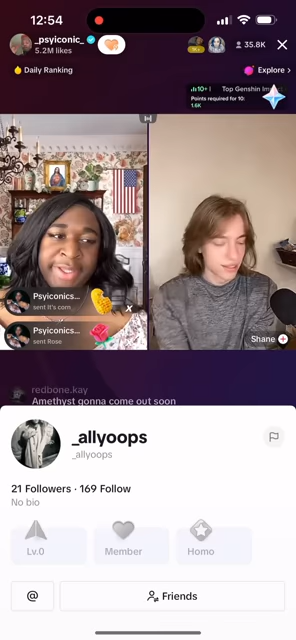 12:54
_psyiconic_
5.2M likes
35.8K
Daily Ranking
Explore >
10+
Top Genshin Im
Points required for 10:
1.6K
Psyiconics...
sent It's corn
x
Psyiconics...
sent Rose
Shane
redbone.kay
Amethyst gonna come out soon
_allyoops
_allyoops
21 Followers · 169 Follow
No bio
Lv.0
Member
Homo
@
Friends